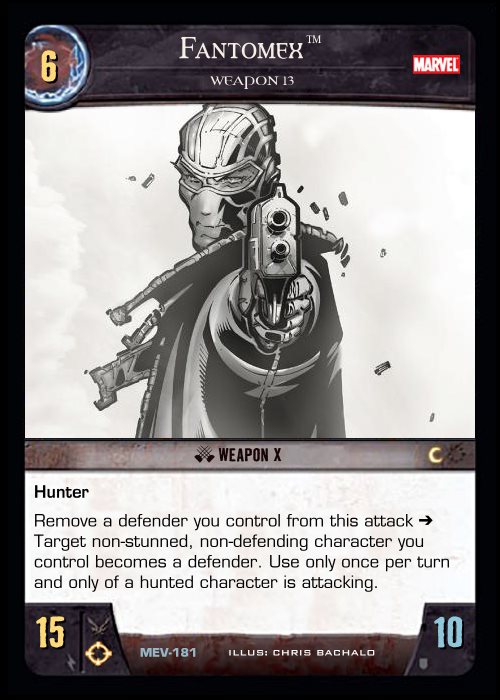 6
FANTOMEX™
WEAPON 13
MARVEL
WEAPON X
C
Hunter
Remove a defender you control from this attack ➔
Target non-stunned, non-defending character you
control becomes a defender. Use only once per turn
and only of a hunted character is attacking.
15
10
MEV-181
ILLUS: CHRIS BACHALO